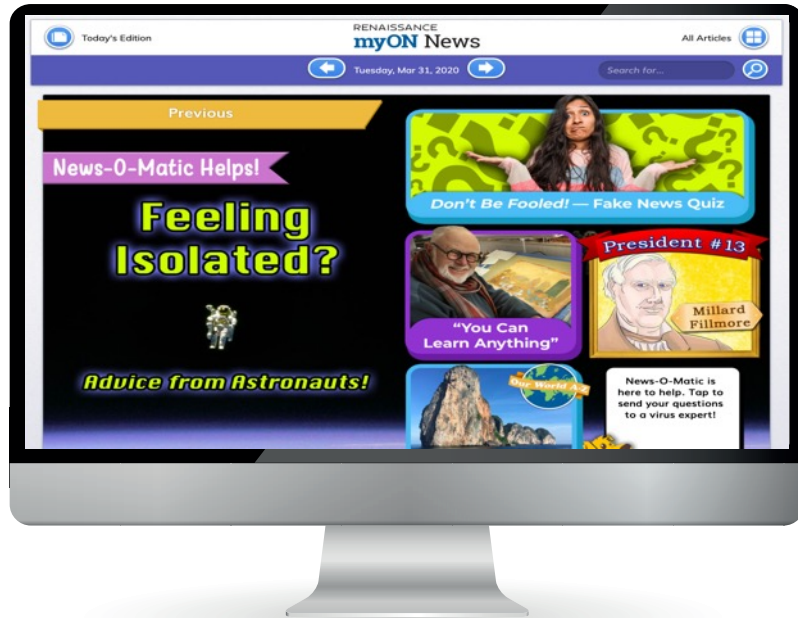 Today's Edition
RENAISSANCE
myON News
All Articles
Tuesday, Mar 31, 2020
Search for...
Previous
News-O-Matic Helps!
Feeling
Isolated?
Advice from Astronauts!
Don't Be Fooled! — Fake News Quiz
"You Can
Learn Anything"
President #13
Millard
Fillmore
Our World A-Z
News-O-Matic is
here to help. Tap to
send your questions
to a virus expert!